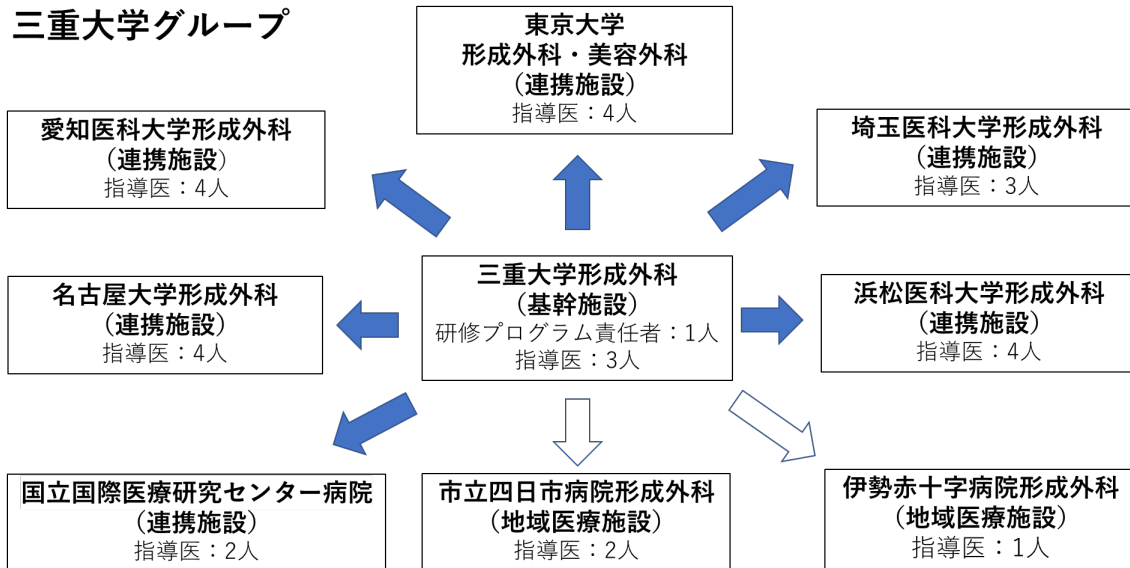 三重大学グループ
東京大学
形成外科・美容外科
(連携施設)
指導医：4人
愛知医科大学形成外科
(連携施設)
指導医：4人
埼玉医科大学形成外科
(連携施設)
指導医：3人
名古屋大学形成外科
(連携施設)
指導医：4人
三重大学形成外科
(基幹施設)
研修プログラム責任者：1人
指導医：3人
浜松医科大学形成外科
(連携施設)
指導医：4人
国立国際医療研究センター病院
(連携施設)
指導医：2人
市立四日市病院形成外科
(地域医療施設)
指導医：2人
伊勢赤十字病院形成外科
(地域医療施設)
指導医：1人